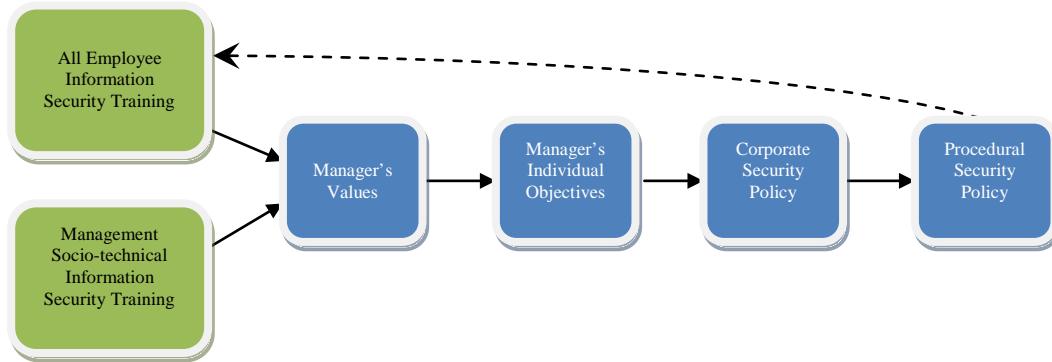 All Employee
Information
Security Training
Management
Socio-technical
Information
Security Training
Manager's
Values
Manager's
Individual
Objectives
Corporate
Security
Policy
Procedural
Security
Policy